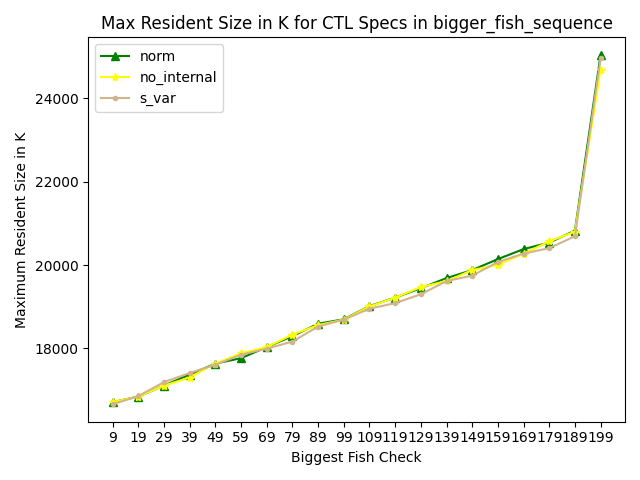 Max Resident Size in K for CTL Specs in bigger_fish_sequence
norm
no_internal
s_var
Maximum Resident Size in K
24000
22000
20000
18000
9 19 29 39 49 59 69 79 89 99 109 119 129 139 149 159 169 179 189 199
Biggest Fish Check